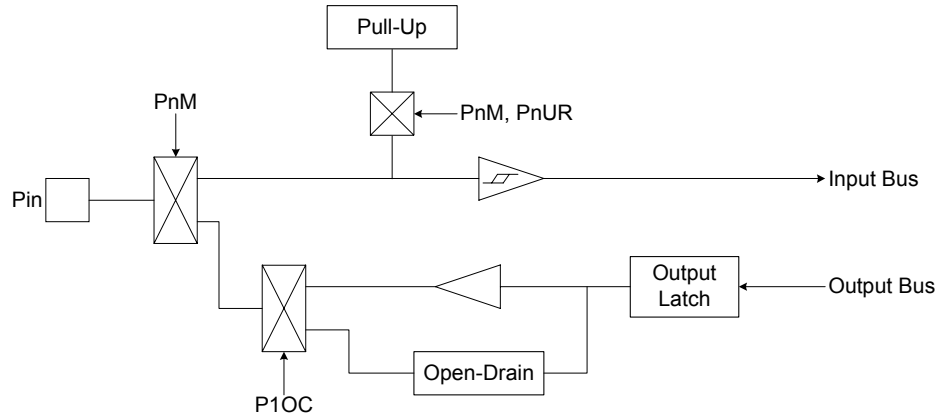 Pull-Up
PnM
PnM, PnUR
Pin
Input Bus
Output
Latch
Output Bus
Open-Drain
P1OC